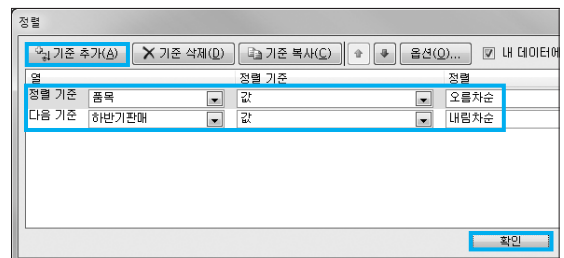 정렬
기준 추가(A) 기준 삭제(D) 기준 복사(C) 옵션(O)... 내 데이터에
열 정렬 기준 정렬
정렬 기준 품목 값 오름차순
다음 기준 하반기판매 값 내림차순
확인